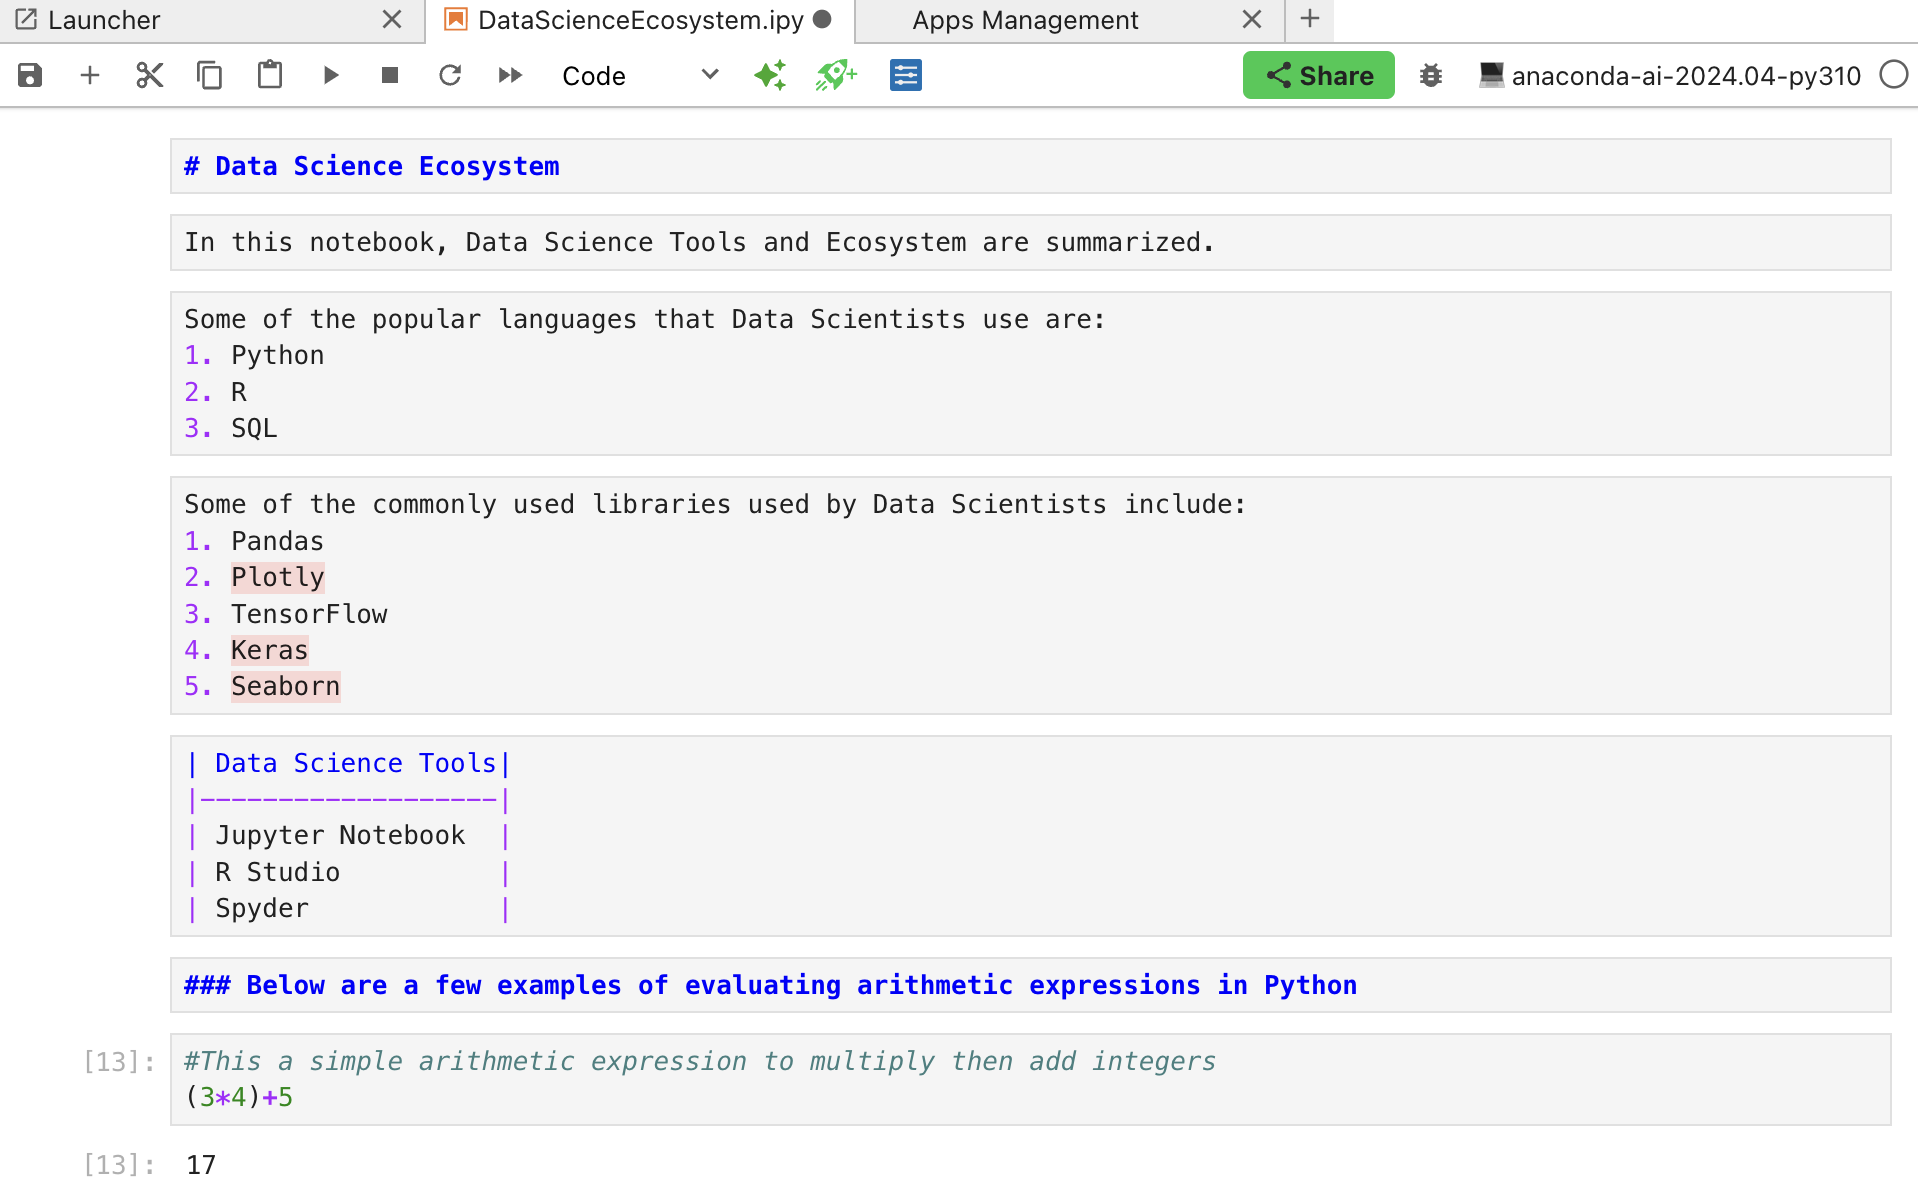 Launcher
DataScienceEcosystem.ipy
Apps Management
Code
Share
anaconda-ai-2024.04-py310
# Data Science Ecosystem
In this notebook, Data Science Tools and Ecosystem are summarized.
Some of the popular languages that Data Scientists use are:
1. Python
2. R
3. SQL
Some of the commonly used libraries used by Data Scientists include:
1. Pandas
2. Plotly
3. TensorFlow
4. Keras
5. Seaborn
| Data Science Tools|
|-------------------|
| Jupyter Notebook  |
| R Studio          |
| Spyder            |
### Below are a few examples of evaluating arithmetic expressions in Python
[13]: #This a simple arithmetic expression to multiply then add integers
(3*4)+5
[13]: 17